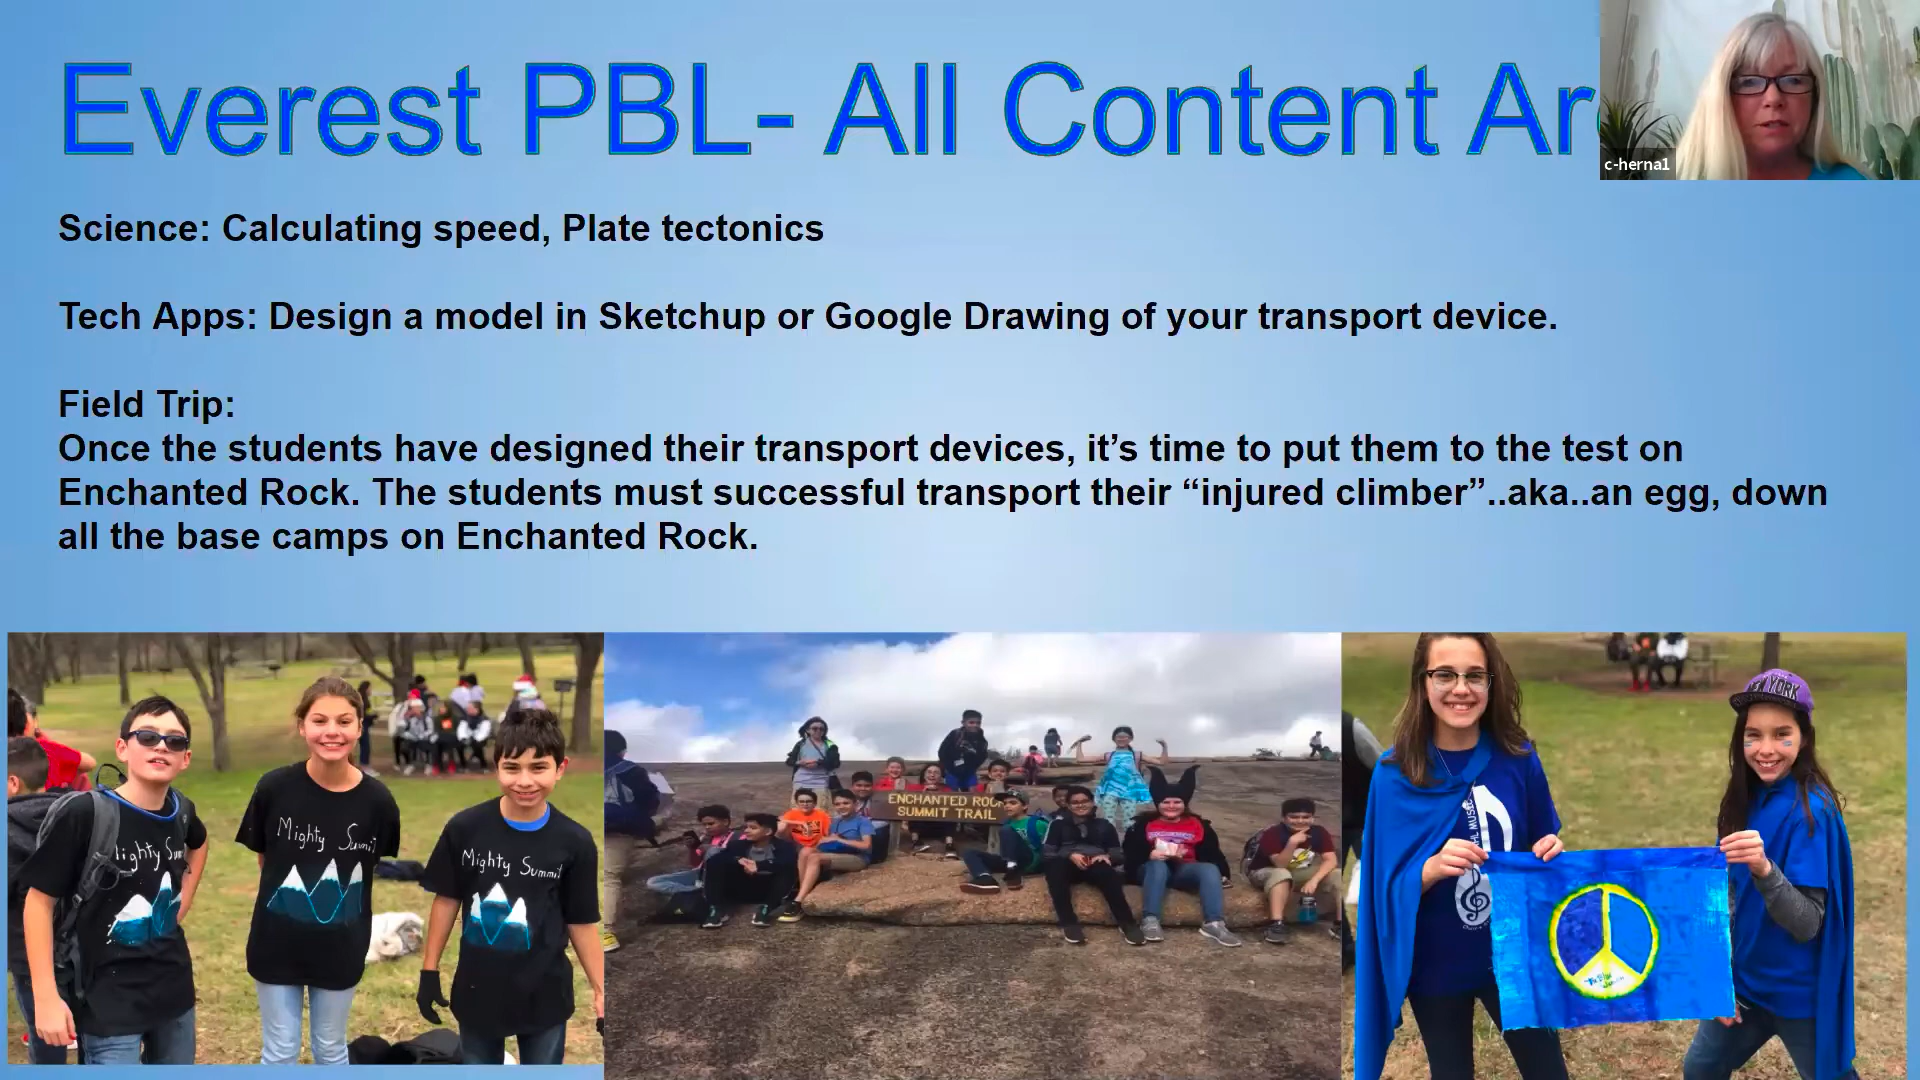 Everest PBL- All Content Ar
c-herna1
Science: Calculating speed, Plate tectonics
Tech Apps: Design a model in Sketchup or Google Drawing of your transport device.
Field Trip:
Once the students have designed their transport devices, it’s time to put them to the test on
Enchanted Rock. The students must successful transport their “injured climber”..aka..an egg, down
all the base camps on Enchanted Rock.
Mighty Summi
Mighty Summi
ENCHANTED ROC
SUMMIT TRAIL
NEW YORK